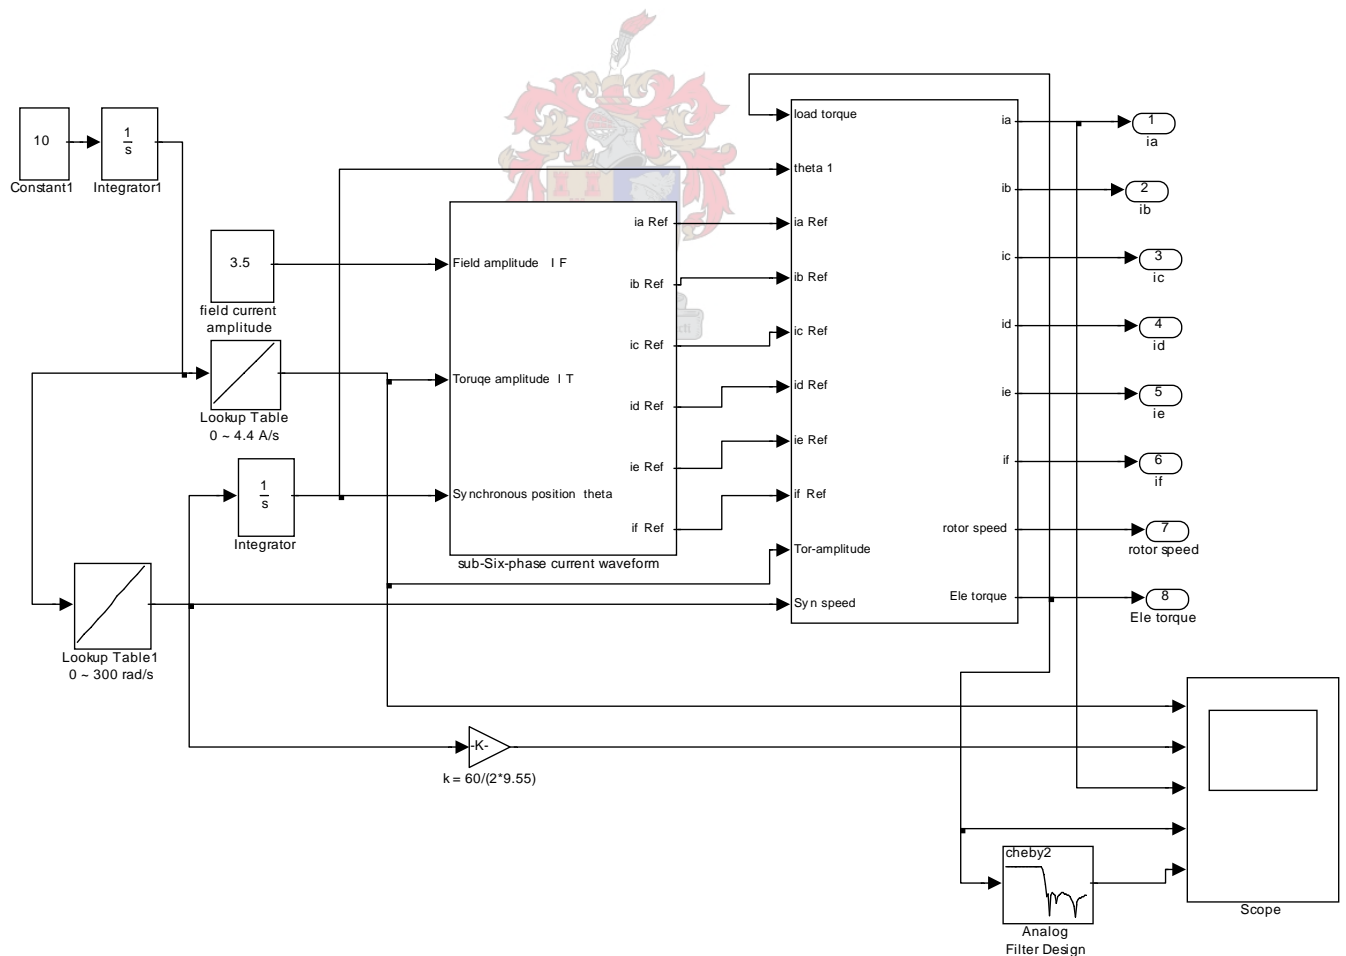 10
Constant1
1
s
Integrator1
3.5
field current
amplitude
Lookup Table
0 ~ 4.4 A/s
1
s
Integrator
Lookup Table1
0 ~ 300 rad/s
Field amplitude I F
Toruqe amplitude I T
Synchronous position theta
ia Ref
ib Ref
ic Ref
id Ref
ie Ref
if Ref
sub-Six-phase current waveform
load torque
theta 1
ia Ref
ib Ref
ic Ref
id Ref
ie Ref
if Ref
Tor-amplitude
Syn speed
ia
ib
ic
id
ie
if
rotor speed
Ele torque
1
ia
2
ib
3
ic
4
id
5
ie
6
if
7
rotor speed
8
Ele torque
-K-
k = 60/(2*9.55)
cheby2
Analog
Filter Design
Scope